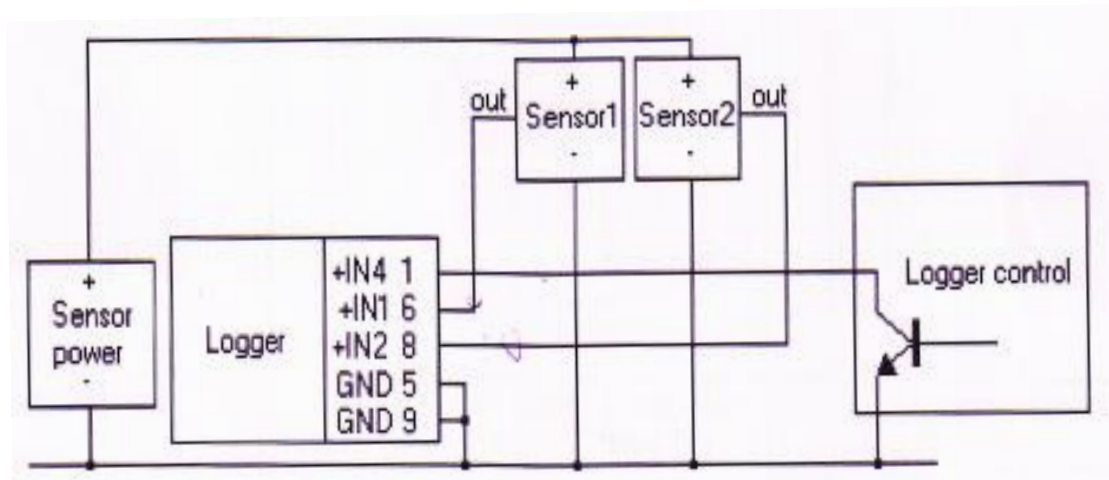 +
Sensor1
-
out
+
Sensor2
-
out
+
Sensor
power
-
Logger
+IN4 1
+IN1 6
+IN2 8
GND 5
GND 9
Logger control